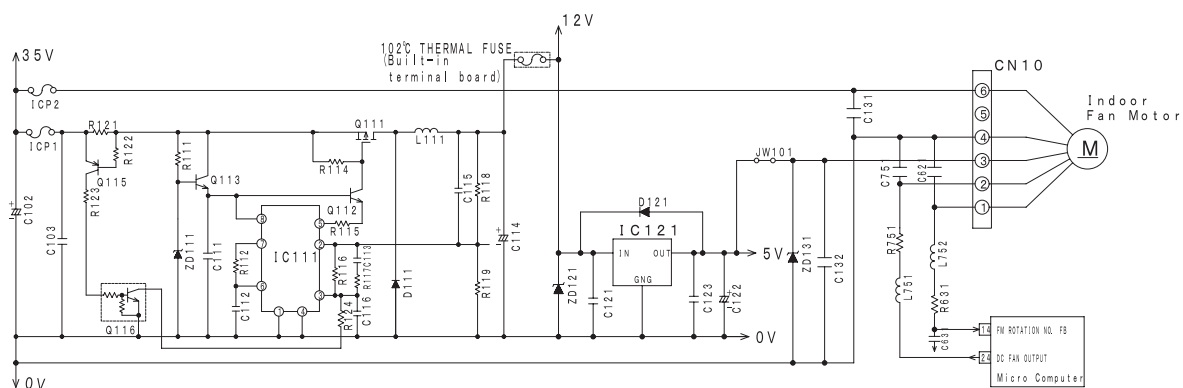 12V
102℃ THERMAL FUSE
(Built-in
terminal board)
35V
CN10
ICP2
6
5
4
3
2
1
Indoor
Fan Motor
M
C131
ICP1
R121
R122
Q115
R123
C102
C103
R111
Q113
ZD111
C111
Q111
R114
Q112
R115
L111
C115
R118
C114
8
7
6
5
2
3
1
4
IC111
R112
C112
R116
C113
R117
C116
R124
D111
R119
Q116
D121
IC121
IN
OUT
GNG
ZD121
C121
C123
C122
5V
JW101
ZD131
C132
C751
C621
R751
L751
L752
R631
C631
0V
0V
14
FM ROTATION NO. FB
24
DC FAN OUTPUT
Micro Computer